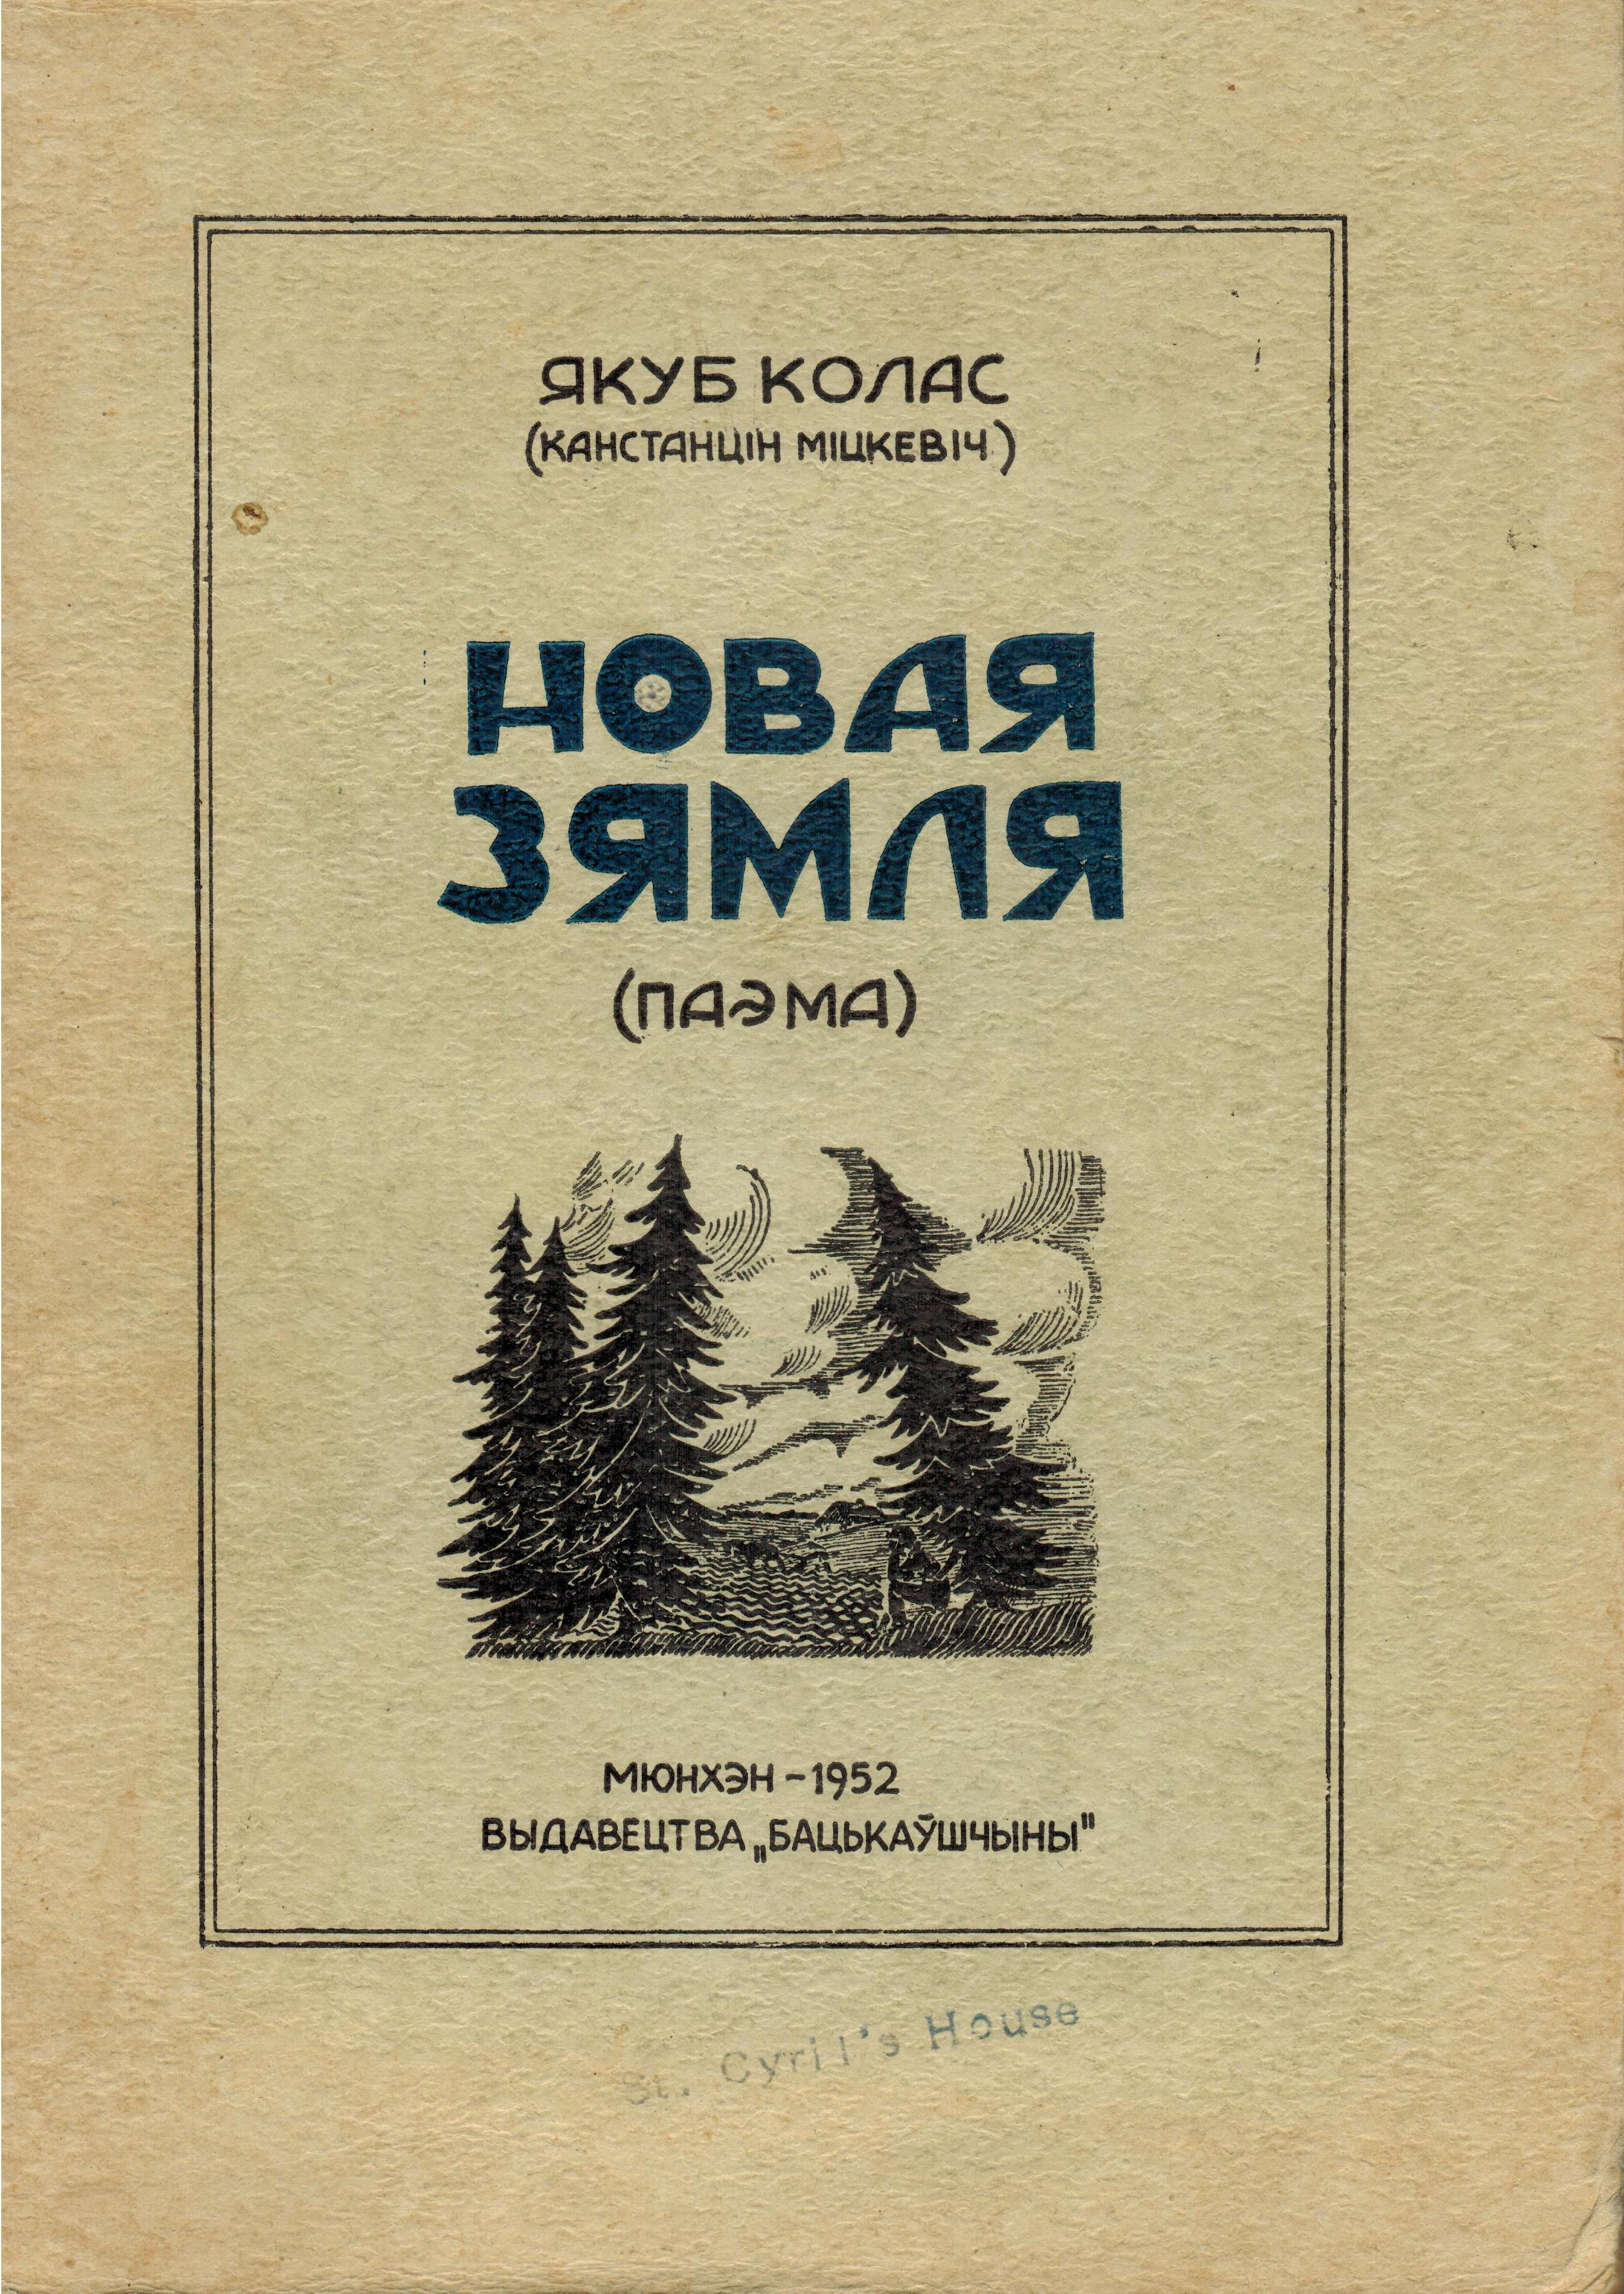 ЯКУБ КОЛАС
(КАНСТАНЦІН МІЦКЕВІЧ)
НОВАЯ
ЗЯМЛЯ
(ПАЭМА)
МЮНХЭН – 1952
ВЫДАВЕЦТВА „БАЦЬКАЎШЧЫНЫ"
St. Cyril's House